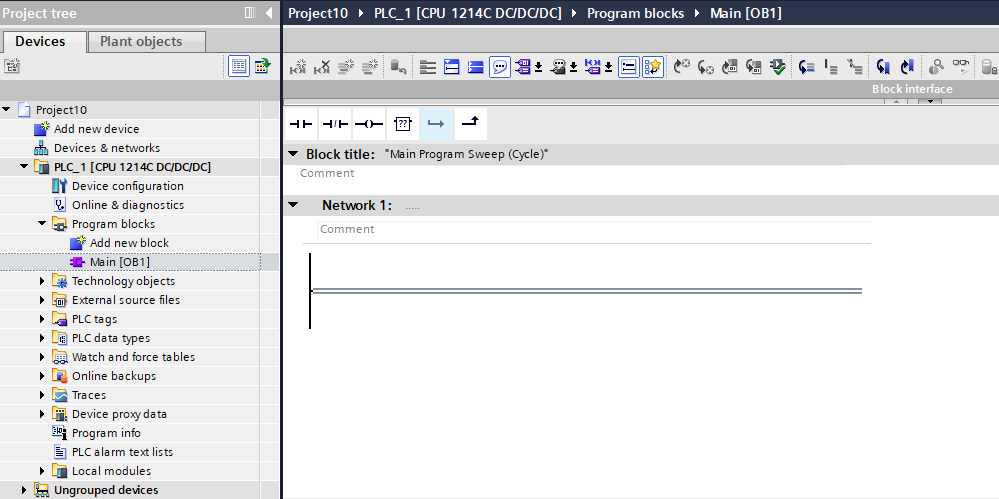 Project tree
Project10 PLC_1 [CPU 1214C DC/DC/DC] Program blocks Main [OB1]
Devices
Plant objects
Block interface
Project10
Add new device
Devices & networks
PLC_1 [CPU 1214C DC/DC/DC]
Device configuration
Online & diagnostics
Program blocks
Add new block
Main [OB1]
Technology objects
External source files
PLC tags
PLC data types
Watch and force tables
Online backups
Traces
Device proxy data
Program info
PLC alarm text lists
Local modules
Ungrouped devices
??
Block title: "Main Program Sweep (Cycle)"
Comment
Network 1: .....
Comment